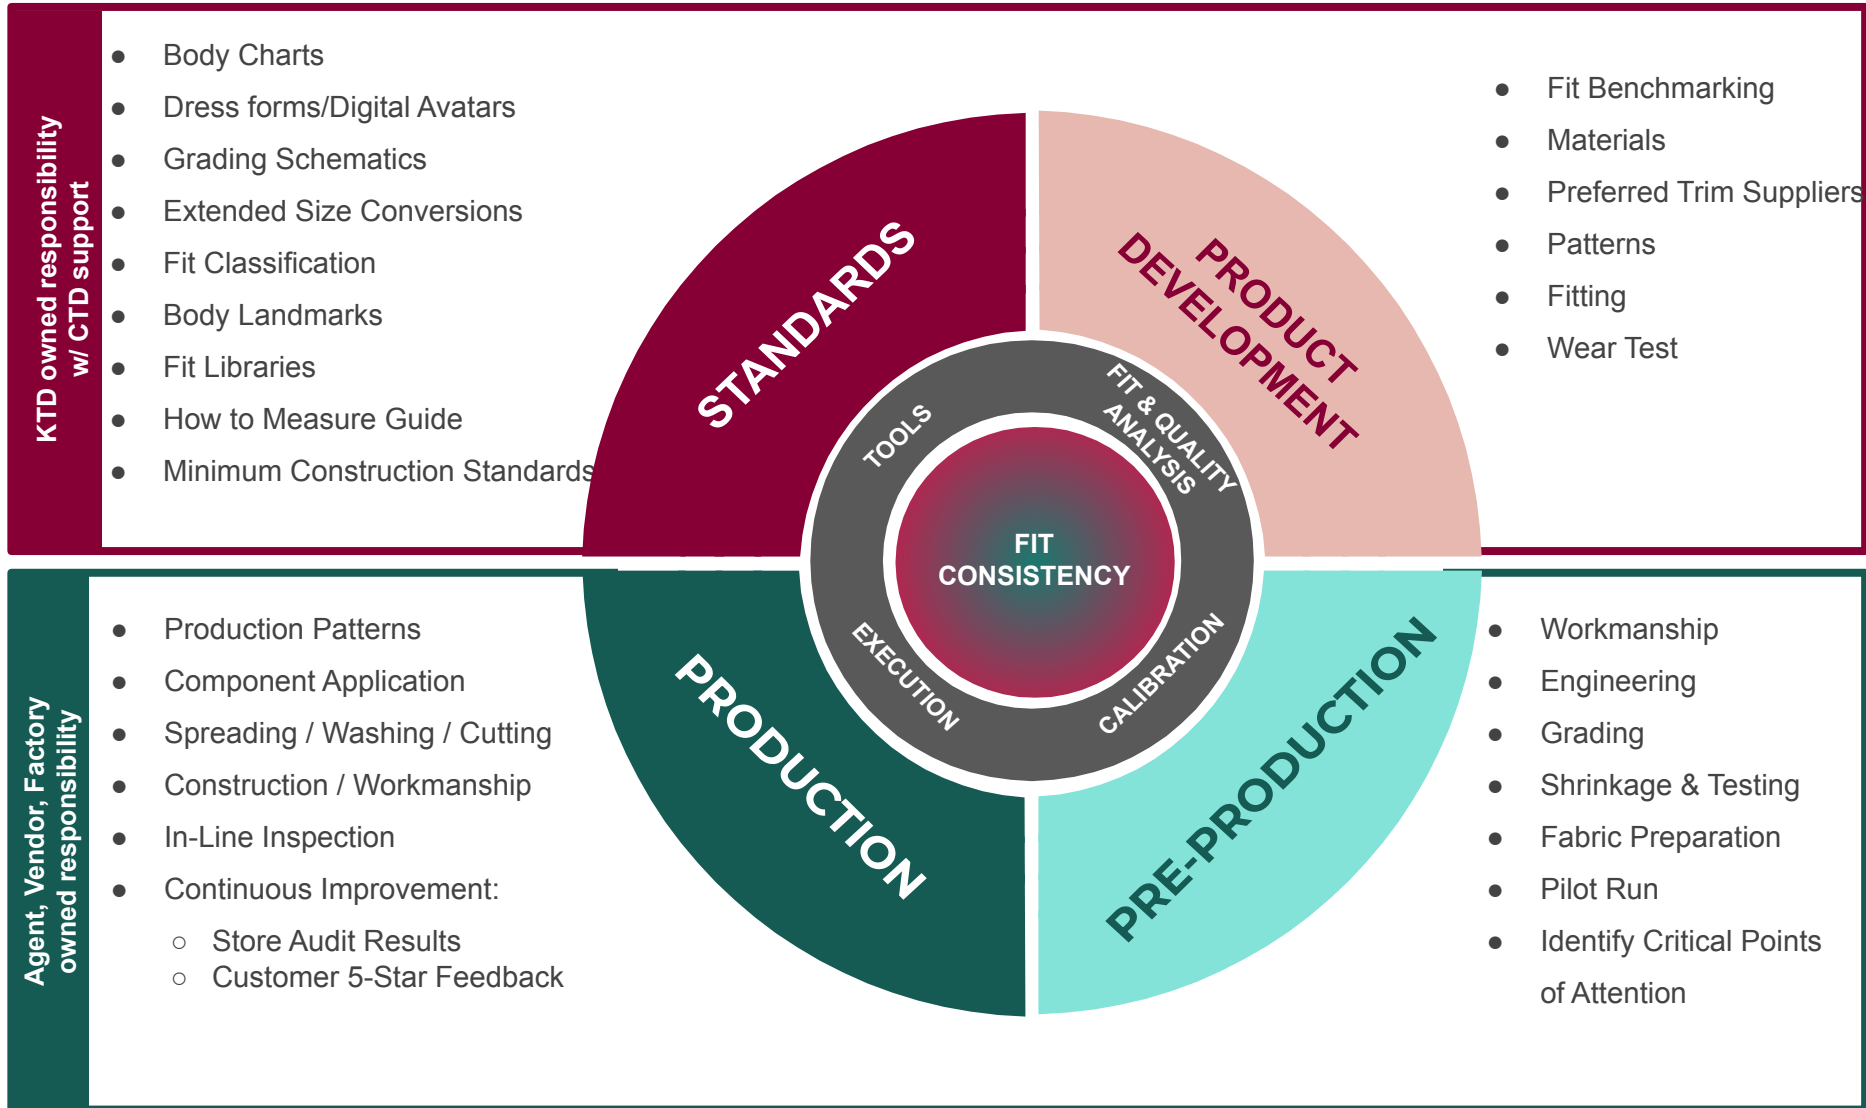 KTD owned responsibility
w/ CTD support
● Body Charts
● Dress forms/Digital Avatars
● Grading Schematics
● Extended Size Conversions
● Fit Classification
● Body Landmarks
● Fit Libraries
● How to Measure Guide
● Minimum Construction Standards
STANDARDS
PRODUCT
DEVELOPMENT
● Fit Benchmarking
● Materials
● Preferred Trim Suppliers
● Patterns
● Fitting
● Wear Test
TOOLS
FIT & QUALITY
ANALYSIS
FIT
CONSISTENCY
EXECUTION
CALIBRATION
Agent, Vendor, Factory
owned responsibility
● Production Patterns
● Component Application
● Spreading / Washing / Cutting
● Construction / Workmanship
● In-Line Inspection
● Continuous Improvement:
○ Store Audit Results
○ Customer 5-Star Feedback
PRODUCTION
PRE-PRODUCTION
● Workmanship
● Engineering
● Grading
● Shrinkage & Testing
● Fabric Preparation
● Pilot Run
● Identify Critical Points
of Attention